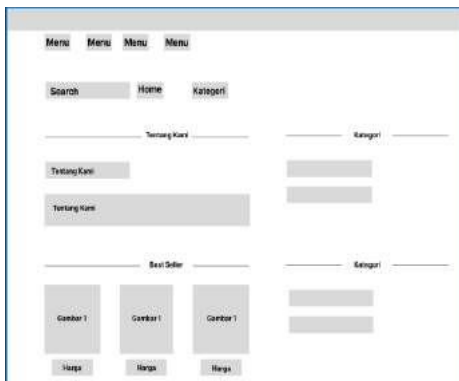 Menu Menu Menu Menu
Search Home Kategori
Tentang Kami Kategori
Tentang Kami
Tentang Kami
Best Seller Kategori
Gambar 1 Gambar 1 Gambar 1
Harga Harga Harga